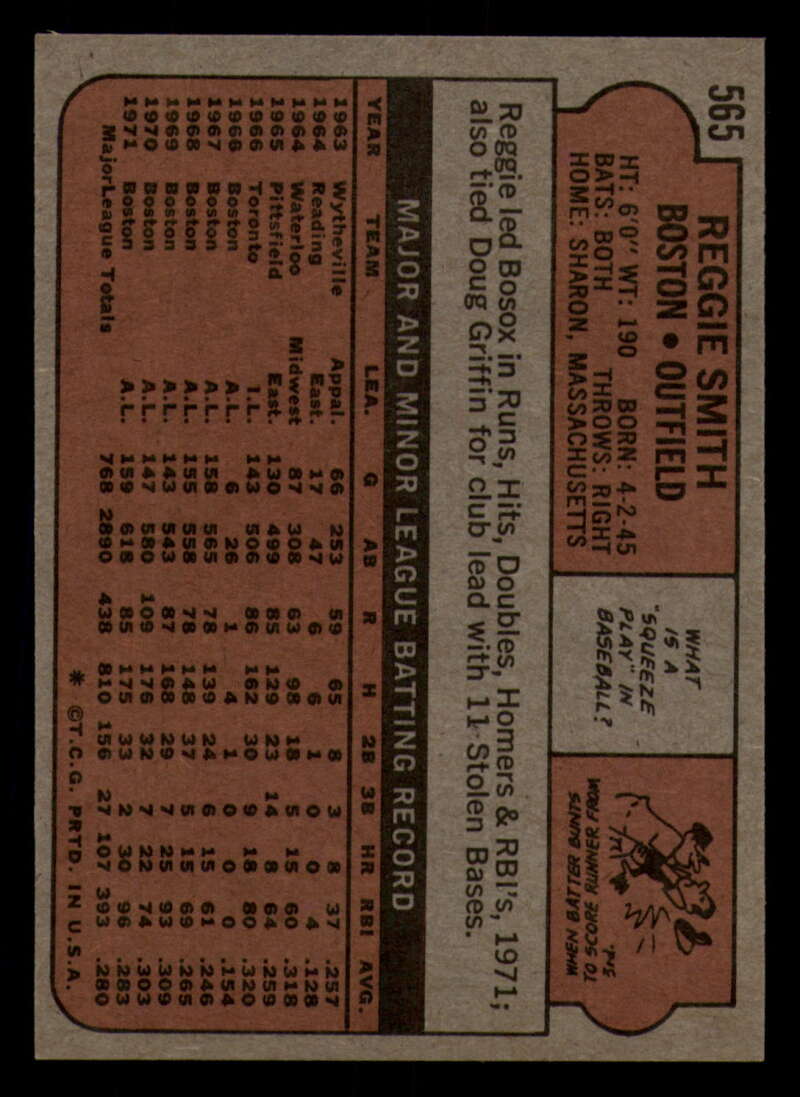 565
REGGIE SMITH
BOSTON • OUTFIELD
HT: 6'0" WT: 190 BORN: 4-2-45
BATS: BOTH THROWS: RIGHT
HOME: SHARON, MASSACHUSETTS
WHAT
IS A
"SQUEEZE
PLAY" IN
BASEBALL?
WHEN BATTER BUNTS
TO SCORE RUNNER FROM
Reggie led Bosox in Runs, Hits, Doubles, Homers & RBI's, 1971;
also tied Doug Griffin for club lead with 11 Stolen Bases.
MAJOR AND MINOR LEAGUE BATTING RECORD
YEAR TEAM LEA. G AB R H 2B 3B HR RBI AVG.
1963 Wytheville Appal. 66 253 59 65 8 3 8 37 .257
1964 Reading East. 17 47 6 6 1 0 0 4 .128
1964 Waterloo Midwest 87 308 63 98 18 5 15 60 .318
1965 Pittsfield East. 130 499 85 129 23 14 8 64 .259
1966 Toronto I.L. 143 506 86 162 30 9 18 80 .320
1966 Boston A.L. 6 26 1 4 1 0 0 0 .154
1967 Boston A.L. 158 565 78 139 24 6 15 61 .246
1968 Boston A.L. 155 558 78 148 37 5 15 69 .265
1969 Boston A.L. 143 543 87 168 29 7 25 93 .309
1970 Boston A.L. 147 580 109 176 32 7 22 74 .303
1971 Boston A.L. 159 618 85 175 33 2 30 96 .283
Major League Totals 768 2890 438 810 156 27 107 393 .280
* ©T.C.G. PRTD. IN U.S.A.